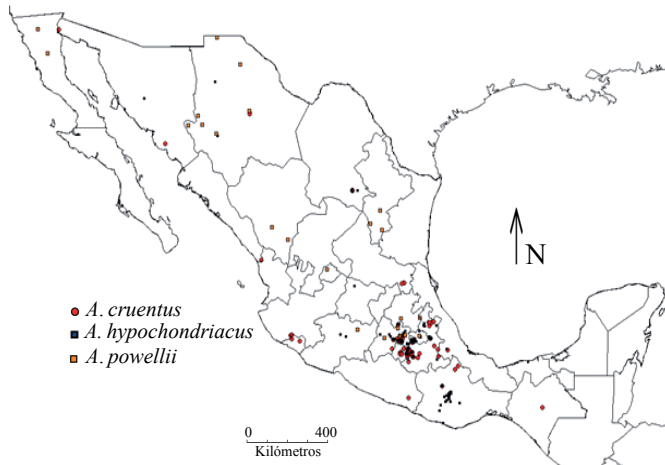 N
A. cruentus
A. hypochondriacus
A. powellii
0 400
Kilómetros